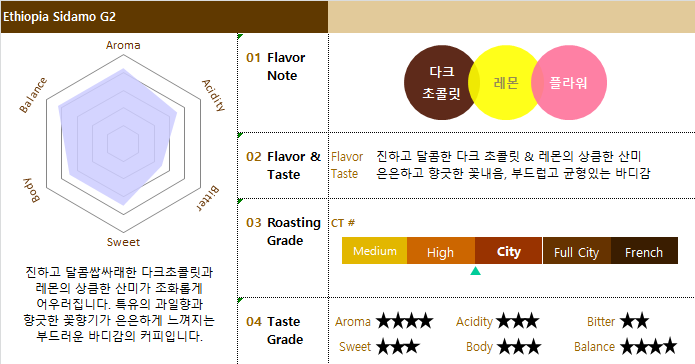 Ethiopia Sidamo G2
Aroma
Acidity
Bitter
Sweet
Body
Balance
진하고 달콤쌉싸래한 다크초콜릿과
레몬의 상큼한 산미가 조화롭게
어우러집니다. 특유의 과일향과
향긋한 꽃향기가 은은하게 느껴지는
부드러운 바디감의 커피입니다.
01 Flavor
Note
다크
초콜릿
레몬
플라워
02 Flavor &
Taste
Flavor 진하고 달콤한 다크 초콜릿 & 레몬의 상큼한 산미
Taste 은은하고 향긋한 꽃내음, 부드럽고 균형있는 바디감
03 Roasting
Grade
CT #
Medium High City Full City French
04 Taste
Grade
Aroma ★★★★ Acidity ★★★ Bitter ★★
Sweet ★★★ Body ★★★ Balance ★★★★